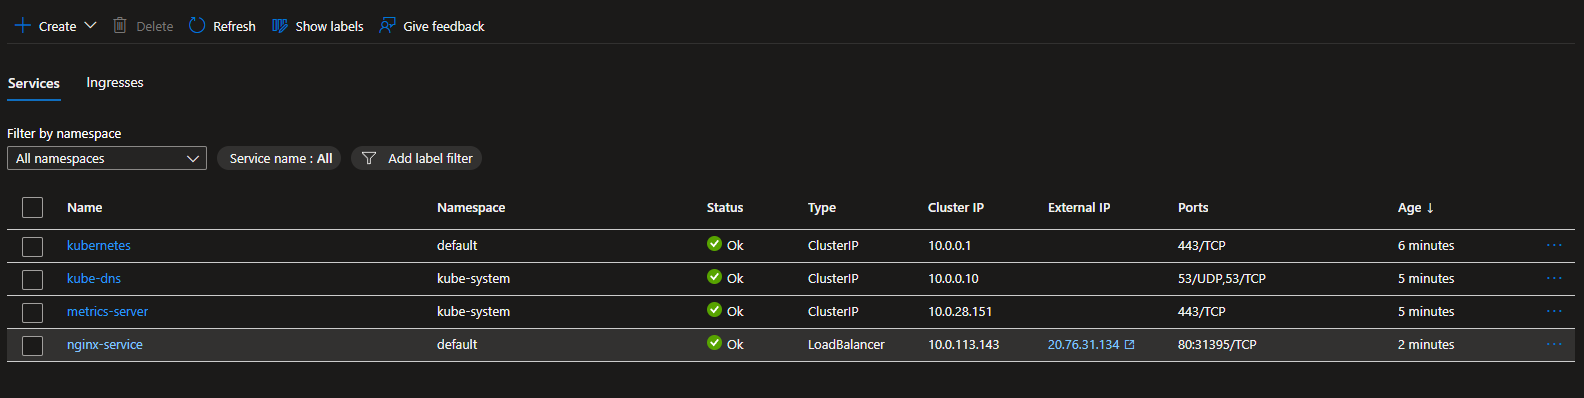 Create Delete Refresh Show labels Give feedback
Services Ingresses
Filter by namespace
All namespaces Service name : All Add label filter
Name Namespace Status Type Cluster IP External IP Ports Age ↓
kubernetes default Ok ClusterIP 10.0.0.1 443/TCP 6 minutes ...
kube-dns kube-system Ok ClusterIP 10.0.0.10 53/UDP,53/TCP 5 minutes ...
metrics-server kube-system Ok ClusterIP 10.0.28.151 443/TCP 5 minutes ...
nginx-service default Ok LoadBalancer 10.0.113.143 20.76.31.134 80:31395/TCP 2 minutes ...